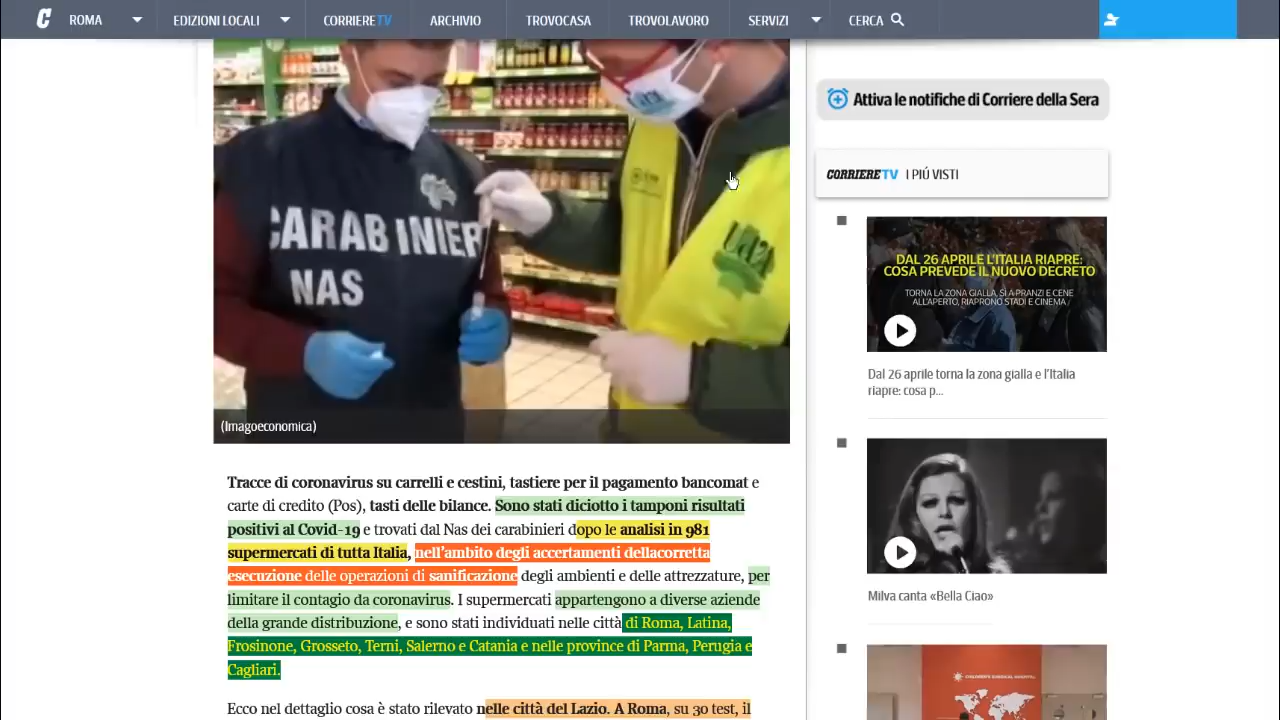 C ROMA EDIZIONI LOCALI CORRIERETV ARCHIVIO TROVOCASA TROVOLAVORO SERVIZI CERCA
CARABINIERI
NAS
(Imagoeconomica)
Tracce di coronavirus su carrelli e cestini, tastiere per il pagamento bancomat e
carte di credito (Pos), tasti delle bilance. Sono stati diciotto i tamponi risultati
positivi al Covid-19 e trovati dal Nas dei carabinieri dopo le analisi in 981
supermercati di tutta Italia, nell'ambito degli accertamenti dellacorretta
esecuzione delle operazioni di sanificazione degli ambienti e delle attrezzature, per
limitare il contagio da coronavirus. I supermercati appartengono a diverse aziende
della grande distribuzione, e sono stati individuati nelle città di Roma, Latina,
Frosinone, Grosseto, Terni, Salerno e Catania e nelle province di Parma, Perugia e
Cagliari.
Ecco nel dettaglio cosa è stato rilevato nelle città del Lazio. A Roma, su 30 test, il
Attiva le notifiche di Corriere della Sera
CORRIERETV I PIÚ VISTI
DAL 26 APRILE L'ITALIA RIAPRE:
COSA PREVEDE IL NUOVO DECRETO
TORNA LA ZONA GIALLA, SÌ A PRANZI E CENE
ALL'APERTO, RIAPRONO STADI E CINEMA
Dal 26 aprile torna la zona gialla e l'Italia
riapre: cosa p...
Milva canta «Bella Ciao»